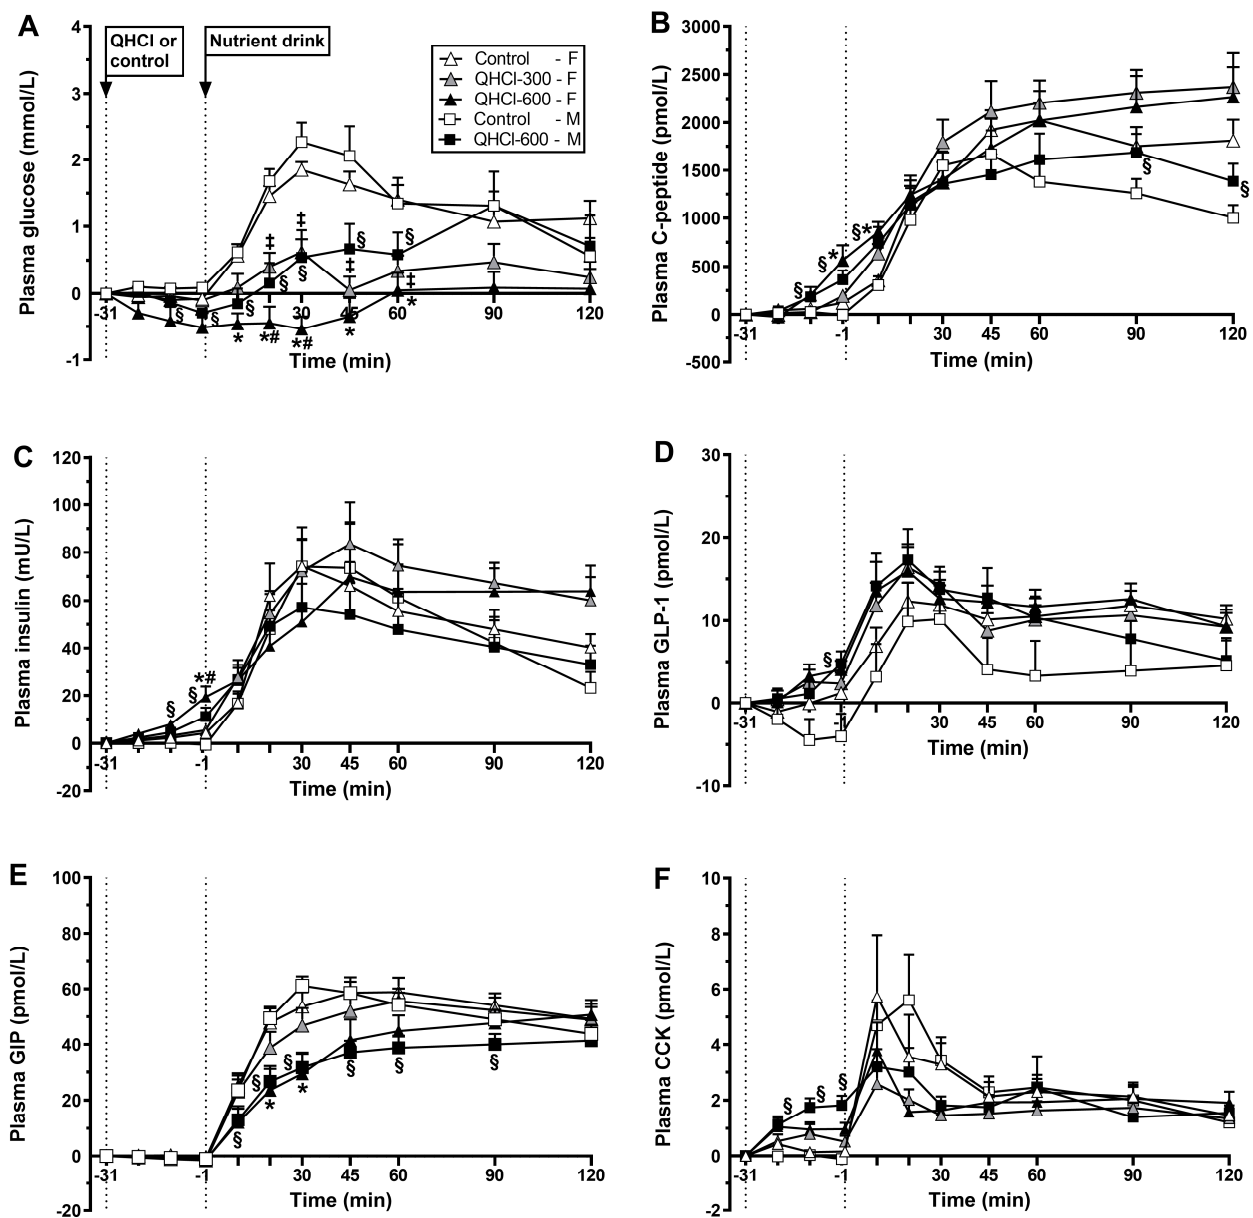 A
Plasma glucose (mmol/L)
4
3
2
1
0
-1
QHCl or
control
Nutrient drink
Control - F
QHCl-300 - F
QHCl-600 - F
Control - M
QHCl-600 - M
‡ ‡ § ‡ § ‡
§ § § § §
* *# *# * *
-31 -1 30 45 60 90 120
Time (min)
B
Plasma C-peptide (pmol/L)
3000
2500
2000
1500
1000
500
0
-500
§ §* §* § §
-31 -1 30 45 60 90 120
Time (min)
C
Plasma insulin (mU/L)
120
100
80
60
40
20
0
-20
§ § *#
-31 -1 30 45 60 90 120
Time (min)
D
Plasma GLP-1 (pmol/L)
30
20
10
0
-10
§
-31 -1 30 45 60 90 120
Time (min)
E
Plasma GIP (pmol/L)
100
80
60
40
20
0
-20
§ § § § § §
* *
-31 -1 30 45 60 90 120
Time (min)
F
Plasma CCK (pmol/L)
10
8
6
4
2
0
-2
§ § §
-31 -1 30 45 60 90 120
Time (min)